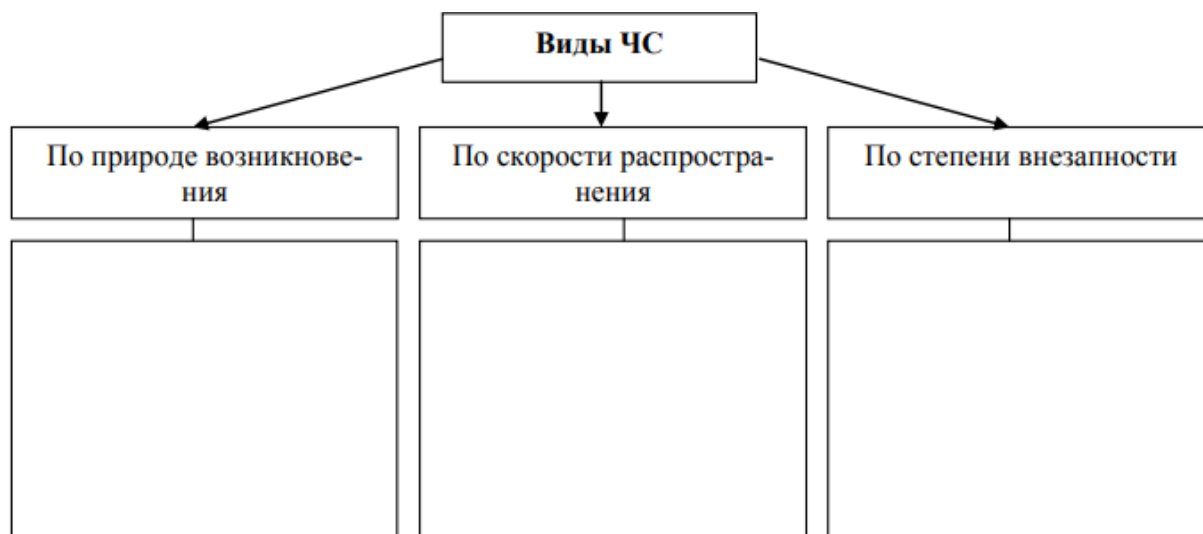 Виды ЧС
По природе возникнове-
ния
По скорости распростра-
нения
По степени внезапности